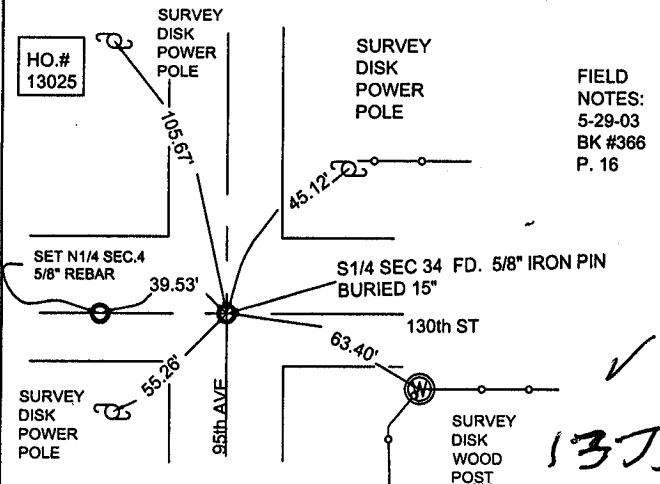 SURVEY
DISK
POWER
POLE
HO.#
13025
SURVEY
DISK
POWER
POLE
FIELD
NOTES:
5-29-03
BK #366
P. 16
105.67'
45.12'
SET N1/4 SEC.4
5/8" REBAR
39.53'
S1/4 SEC 34 FD. 5/8" IRON PIN
BURIED 15"
130th ST
63.40'
55.26'
95th AVE
SURVEY
DISK
POWER
POLE
W
SURVEY
DISK
WOOD
POST